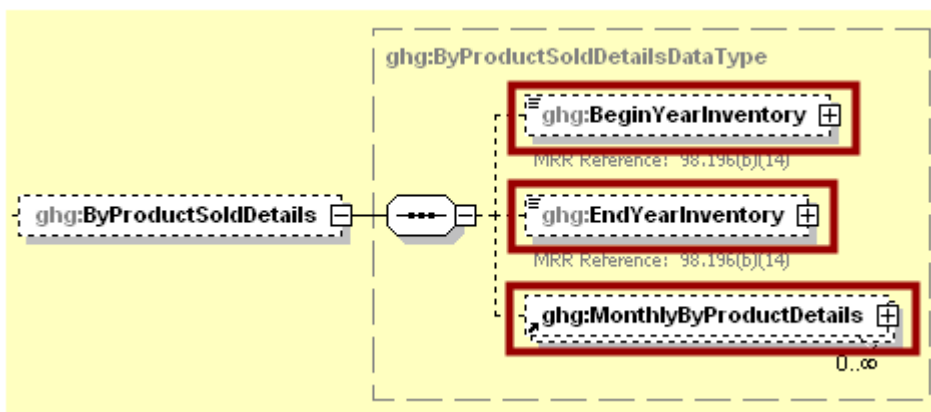 ghg:ByProductSoldDetailsDataType
ghg:BeginYearInventory
MRR Reference: 98.196(b)(14)
ghg:ByProductSoldDetails
ghg:EndYearInventory
MRR Reference: 98.196(b)(14)
ghg:MonthlyByProductDetails
0..∞